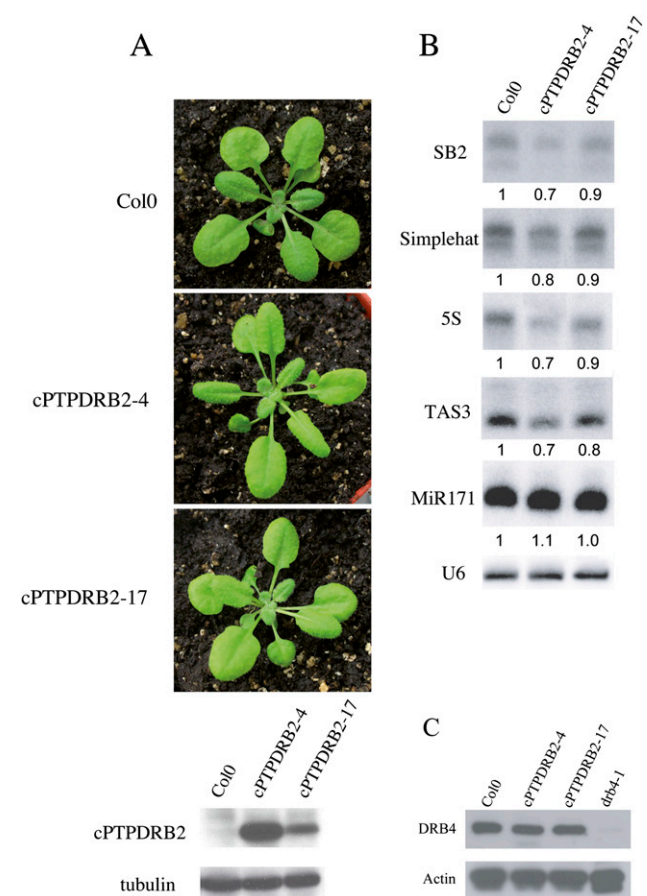 A
Col0
cPTPDRB2-4
cPTPDRB2-17
Col0 cPTPDRB2-4 cPTPDRB2-17
cPTPDRB2
tubulin
B
Col0 cPTPDRB2-4 cPTPDRB2-17
SB2
1 0.7 0.9
Simplehat
1 0.8 0.9
5S
1 0.7 0.9
TAS3
1 0.7 0.8
MiR171
1 1.1 1.0
U6
C
Col0 cPTPDRB2-4 cPTPDRB2-17 drb4-1
DRB4
Actin